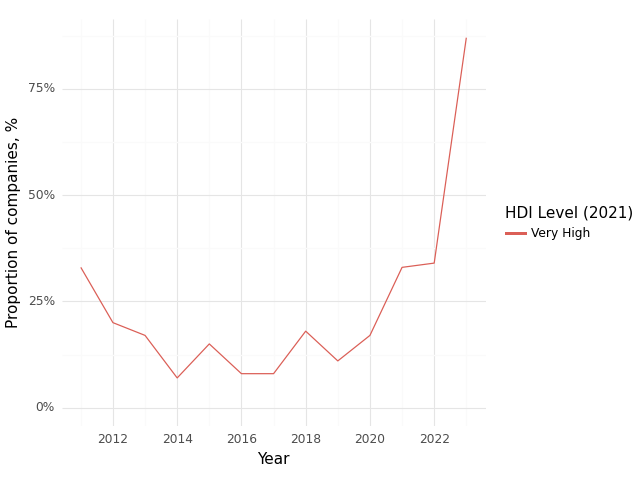 75%
50%
25%
0%
Proportion of companies, %
2012 2014 2016 2018 2020 2022
Year
HDI Level (2021)
Very High